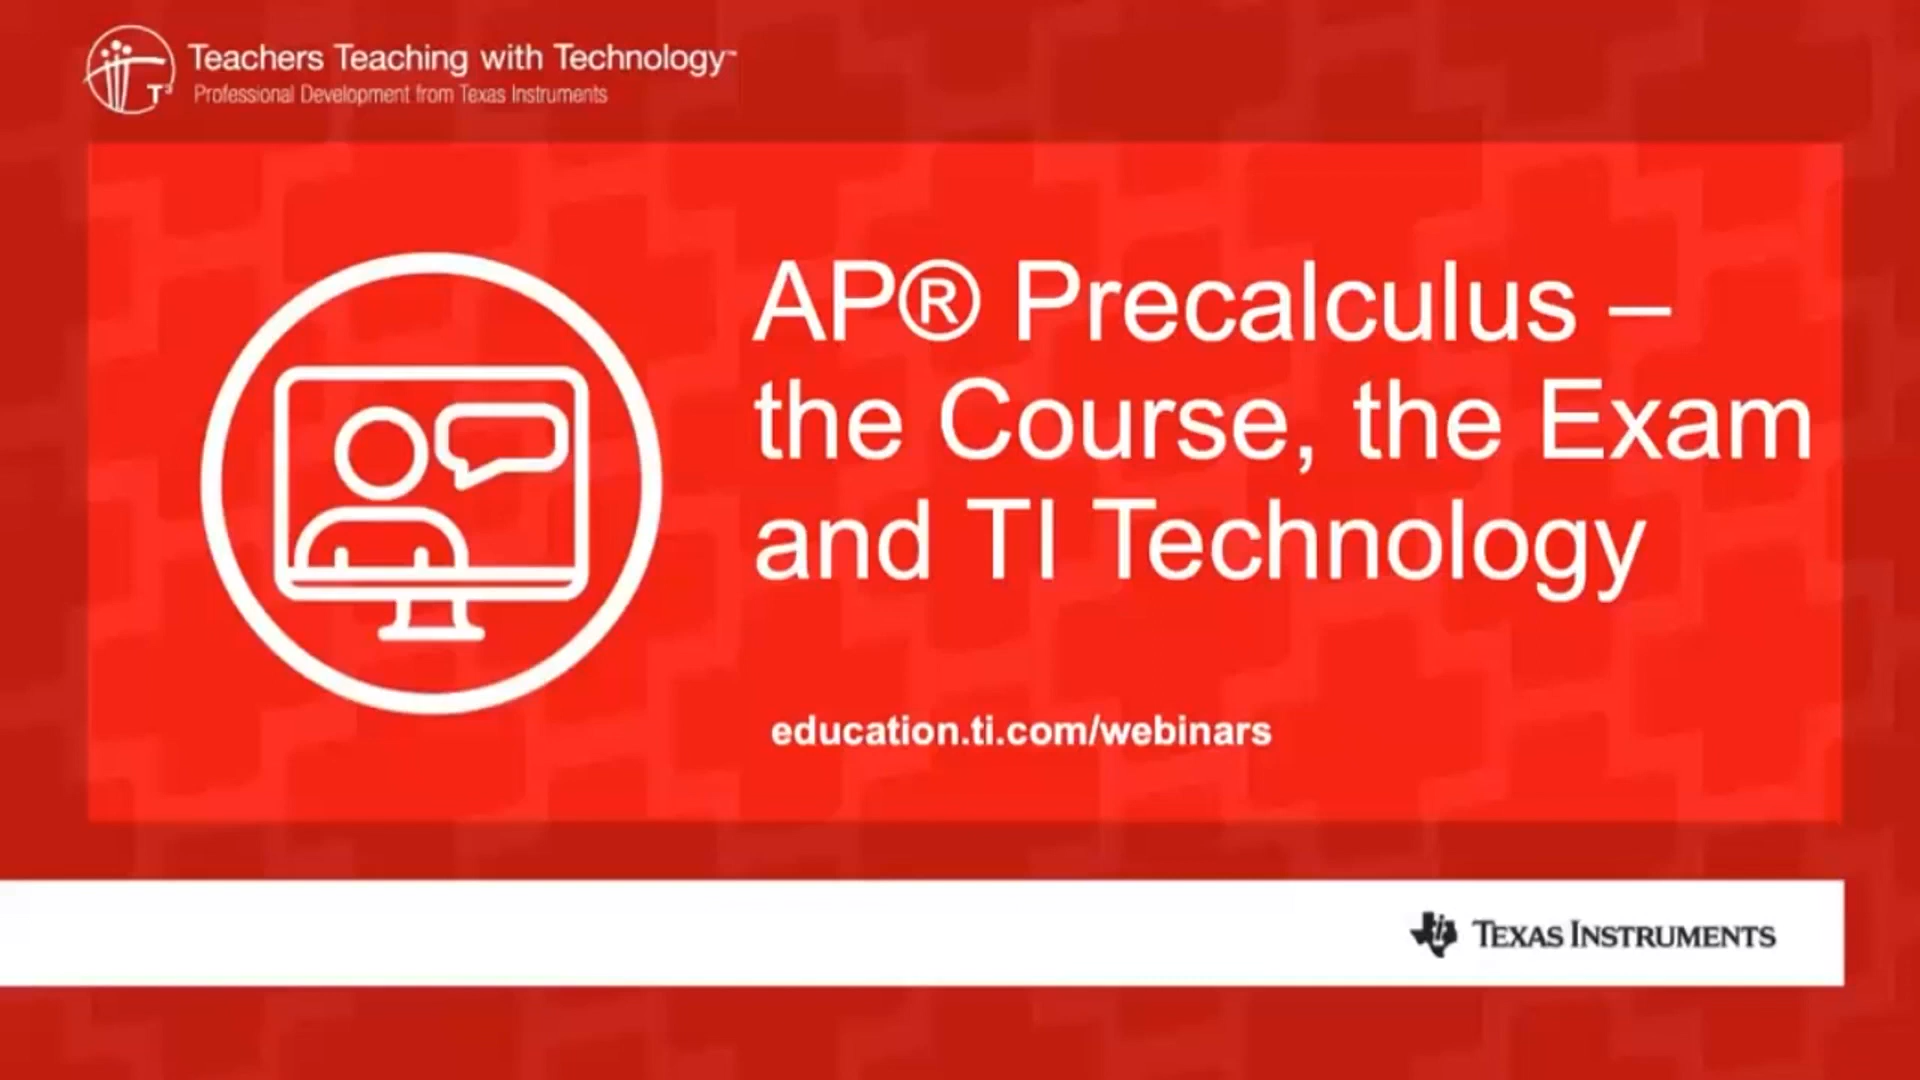 Teachers Teaching with Technology™
Professional Development from Texas Instruments
T³
AP® Precalculus –
the Course, the Exam
and TI Technology
education.ti.com/webinars
TEXAS INSTRUMENTS